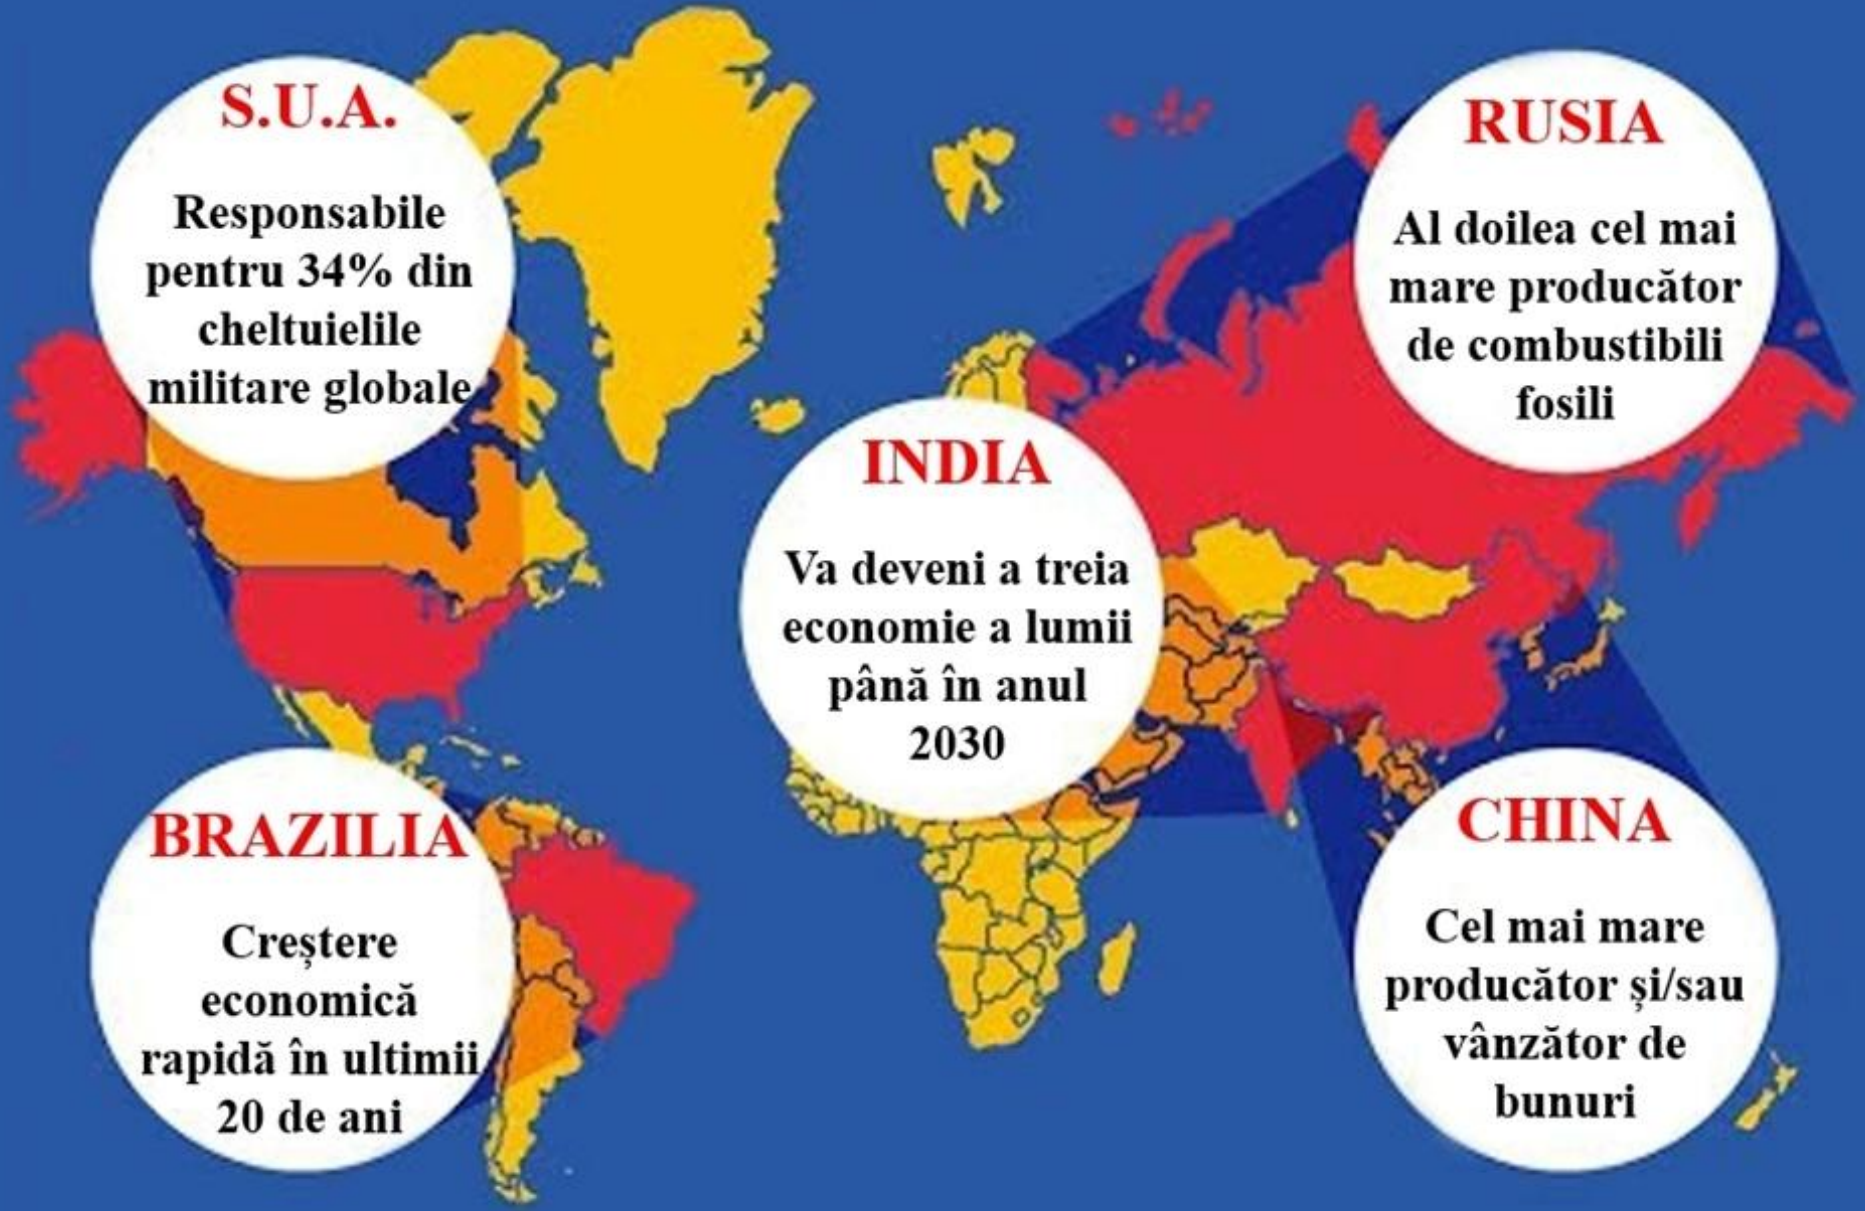 S.U.A.
Responsabile
pentru 34% din
cheltuielile
militare globale
RUSIA
Al doilea cel mai
mare producător
de combustibili
fosili
INDIA
Va deveni a treia
economie a lumii
până în anul
2030
BRAZILIA
Creștere
economică
rapidă în ultimii
20 de ani
CHINA
Cel mai mare
producător și/sau
vânzător de
bunuri